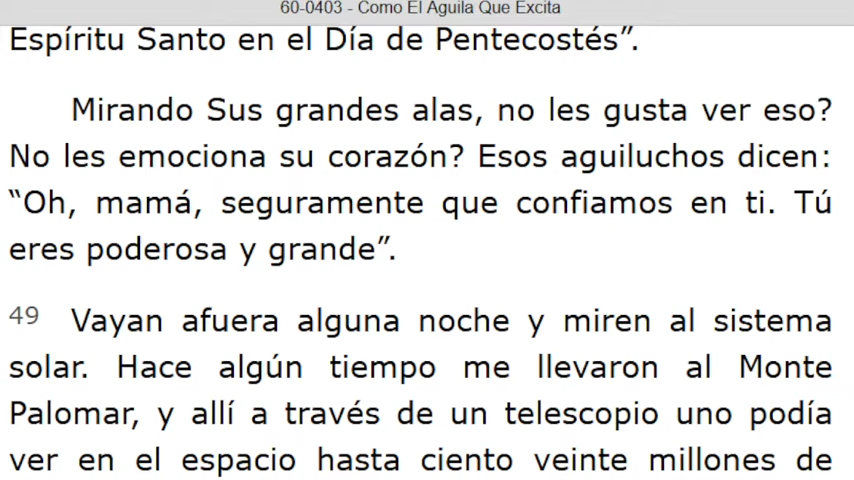 60-0403 - Como El Aguila Que Excita
Espíritu Santo en el Día de Pentecostés”.
Mirando Sus grandes alas, no les gusta ver eso?
No les emociona su corazón? Esos aguiluchos dicen:
“Oh, mamá, seguramente que confiamos en ti. Tú
eres poderosa y grande”.
49 Vayan afuera alguna noche y miren al sistema
solar. Hace algún tiempo me llevaron al Monte
Palomar, y allí a través de un telescopio uno podía
ver en el espacio hasta ciento veinte millones de